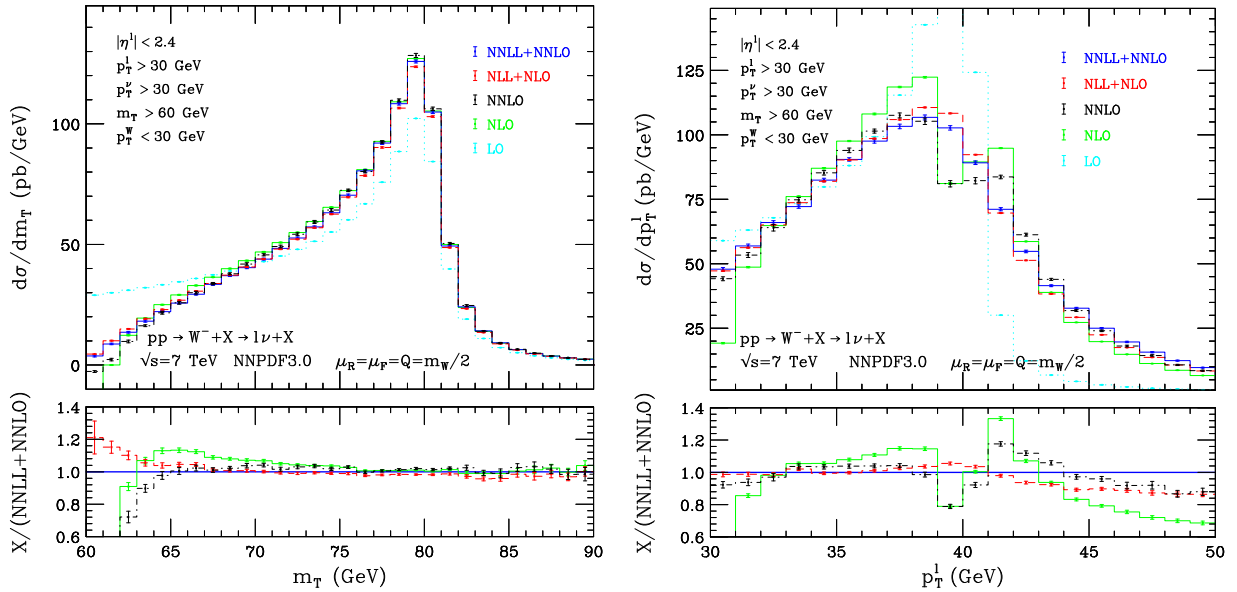 |η^l|<2.4
p_T^l>30 GeV
p_T^ν>30 GeV
m_T>60 GeV
p_T^W<30 GeV
NNLL+NNLO
NLL+NLO
NNLO
NLO
LO
dσ/dm_T (pb/GeV)
100
50
0
pp→W⁻+X→lν+X
√s=7 TeV NNPDF3.0 μ_R=μ_F=Q=m_W/2
X/(NNLL+NNLO)
1.4
1.2
1.0
0.8
0.6
60 65 70 75 80 85 90
m_T (GeV)
|η^l|<2.4
p_T^l>30 GeV
p_T^ν>30 GeV
m_T>60 GeV
p_T^W<30 GeV
NNLL+NNLO
NLL+NLO
NNLO
NLO
LO
dσ/dp_T^l (pb/GeV)
125
100
75
50
25
pp→W⁻+X→lν+X
√s=7 TeV NNPDF3.0 μ_R=μ_F=Q=m_W/2
X/(NNLL+NNLO)
1.4
1.2
1.0
0.8
0.6
30 35 40 45 50
p_T^l (GeV)